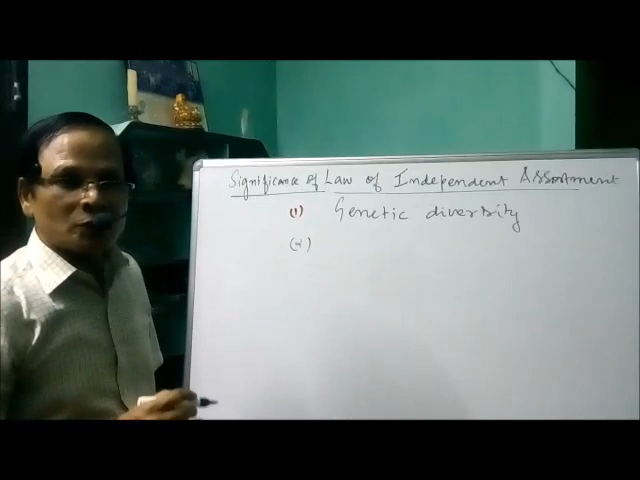 Significance of Law of Independent Assortment
(1) Genetic diversity
(2)